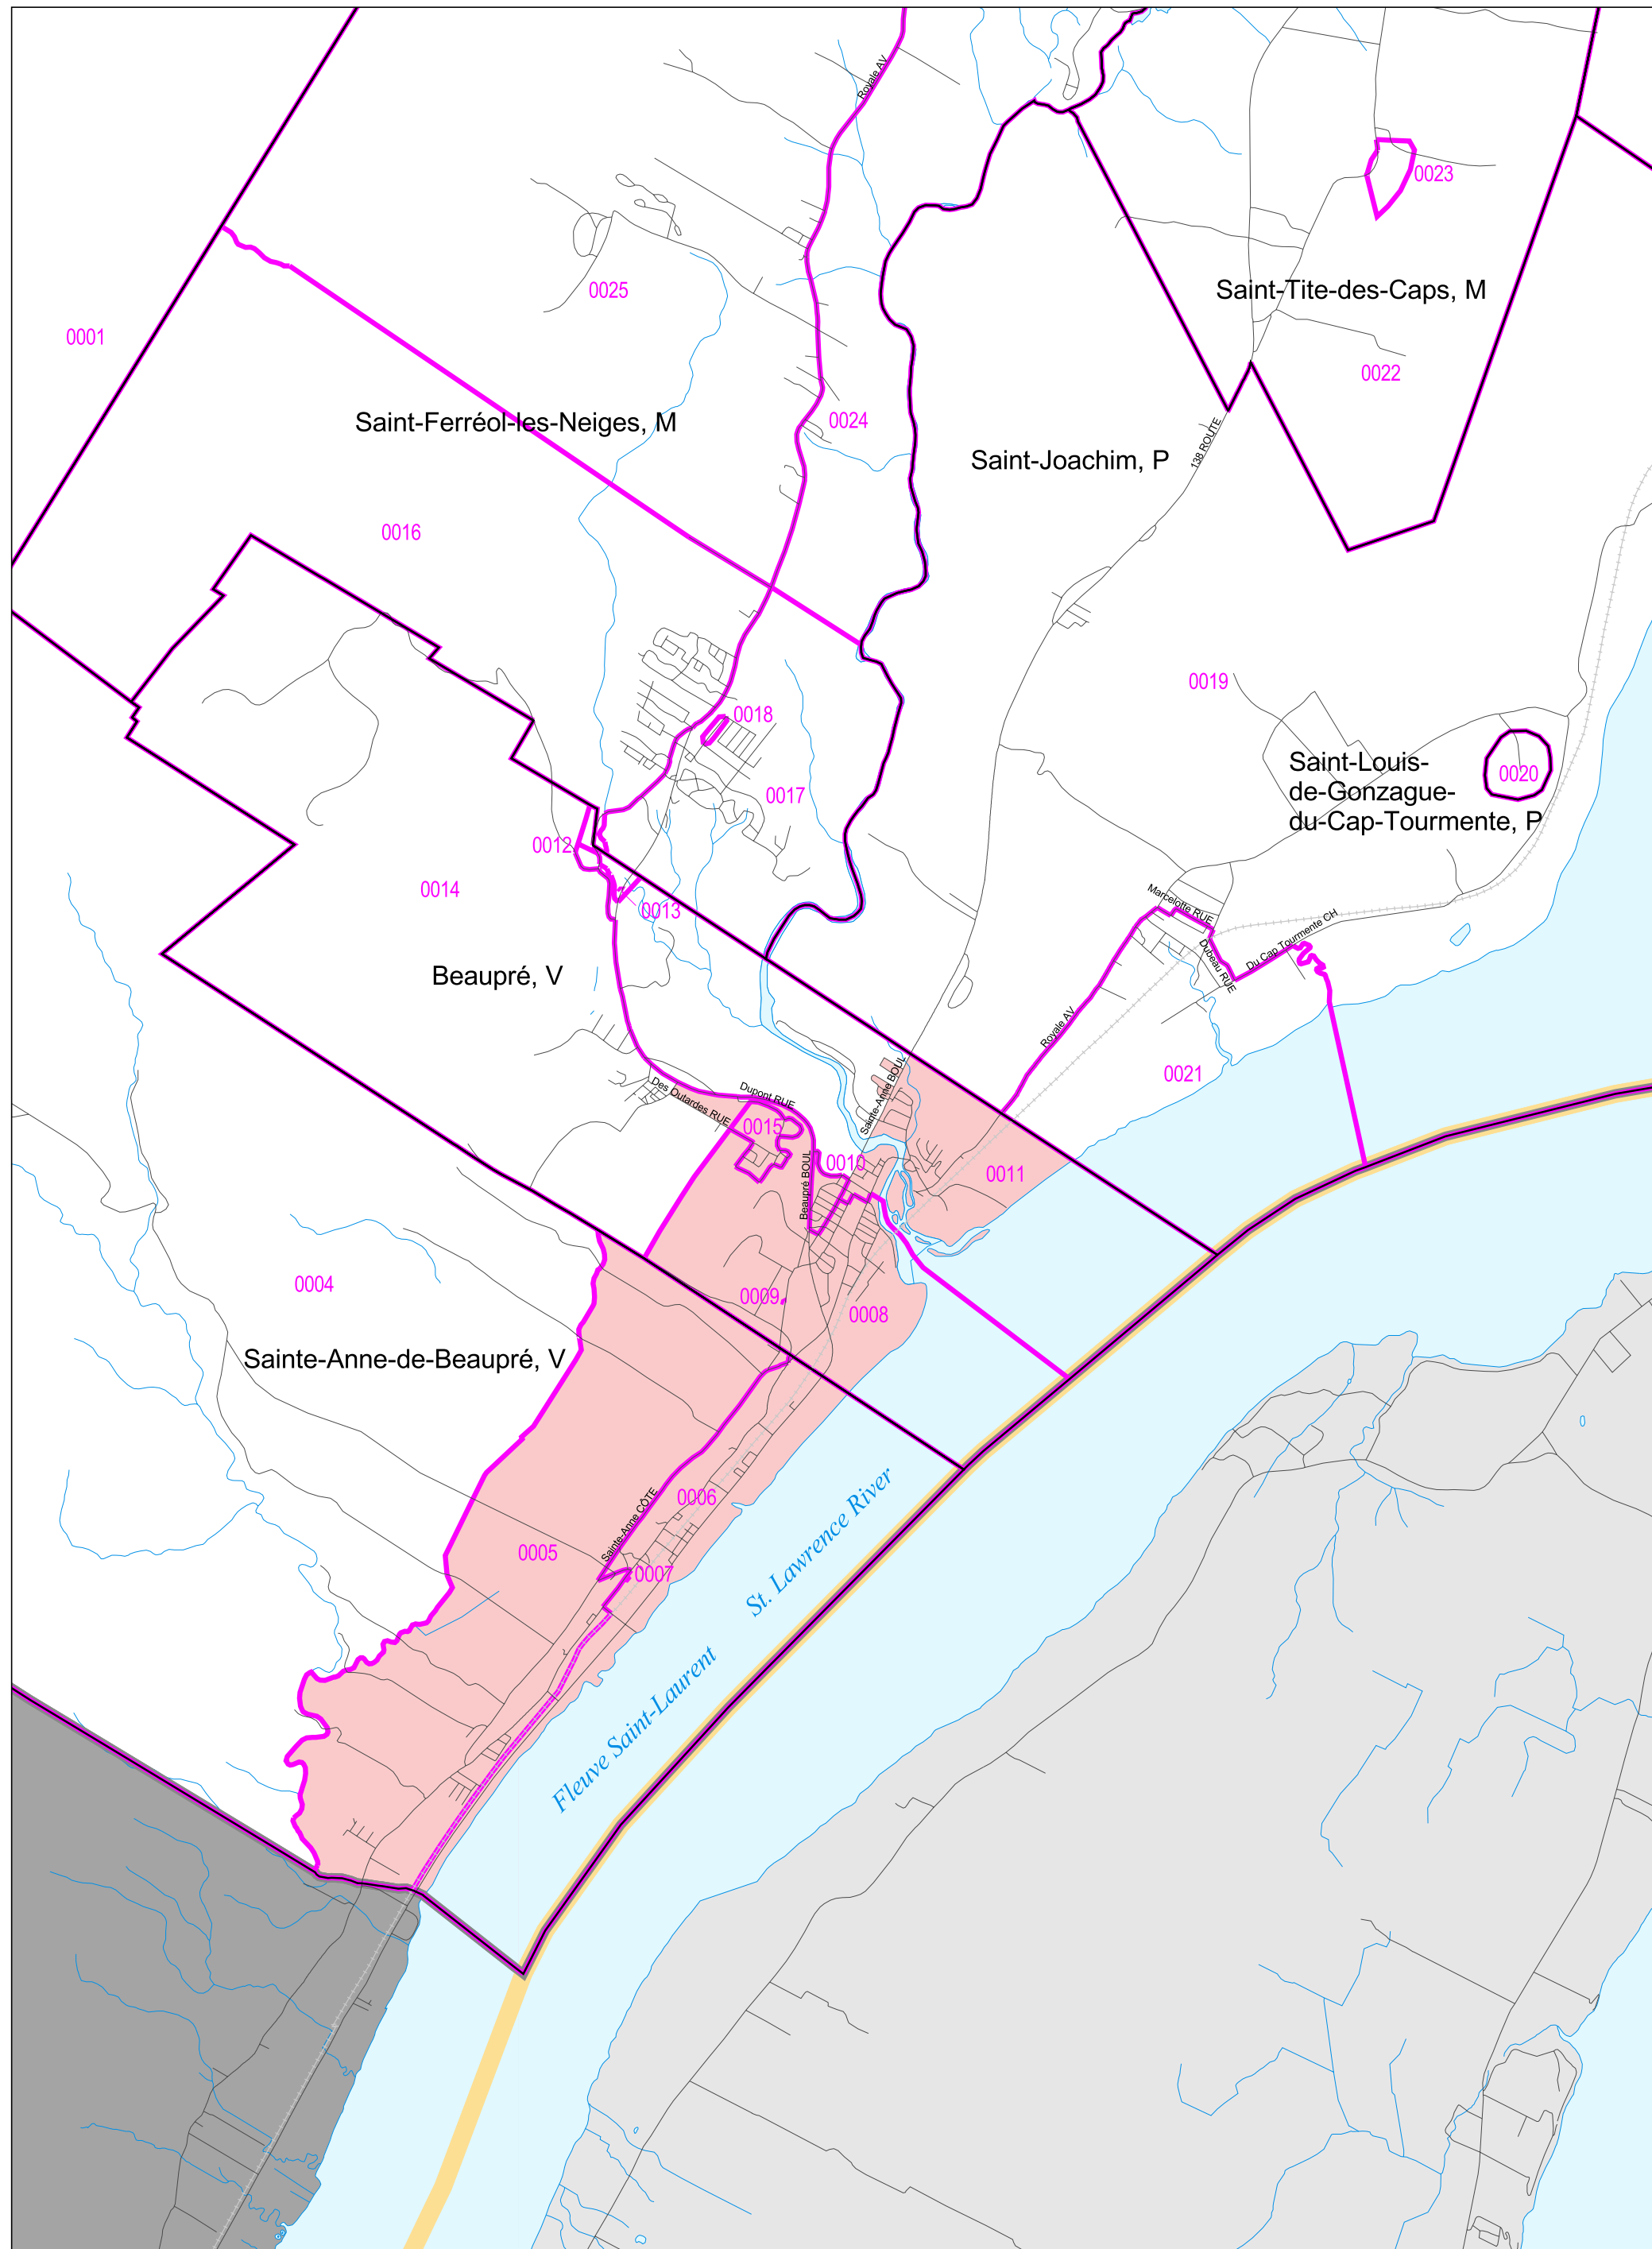 Royale AV
0023
0025
Saint-Tite-des-Caps, M
0001
0022
Saint-Ferréol-les-Neiges, M
0024
138 ROUTE
Saint-Joachim, P
0016
0019
0018
Saint-Louis-
de-Gonzague-
du-Cap-Tourmente, P
0020
0017
0012
0014
0013
Marcelotte RUE
Dubeau RUE
Du Cap Tourmente CH
Beaupré, V
Royale AV
0021
Sainte-Anne BOUL
Des Outardes RUE
Dupont RUE
0015
0010
Beaupré BOUL
0011
0004
0009
0008
Sainte-Anne-de-Beaupré, V
0006
Sainte-Anne CÔTE
0005
0007
St. Lawrence River
Fleuve Saint-Laurent